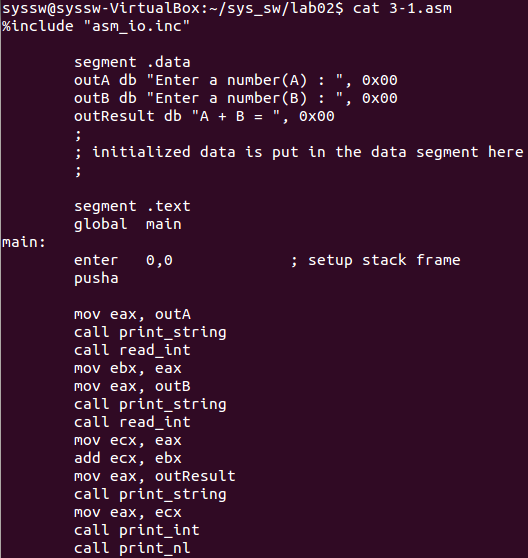 syssw@syssw-VirtualBox:~/sys_sw/lab02$ cat 3-1.asm
%include "asm_io.inc"
segment .data
outA db "Enter a number(A) : ", 0x00
outB db "Enter a number(B) : ", 0x00
outResult db "A + B = ", 0x00
;
; initialized data is put in the data segment here
;
segment .text
global  main
main:
enter   0,0               ; setup stack frame
pusha
mov eax, outA
call print_string
call read_int
mov ebx, eax
mov eax, outB
call print_string
call read_int
mov ecx, eax
add ecx, ebx
mov eax, outResult
call print_string
mov eax, ecx
call print_int
call print_nl